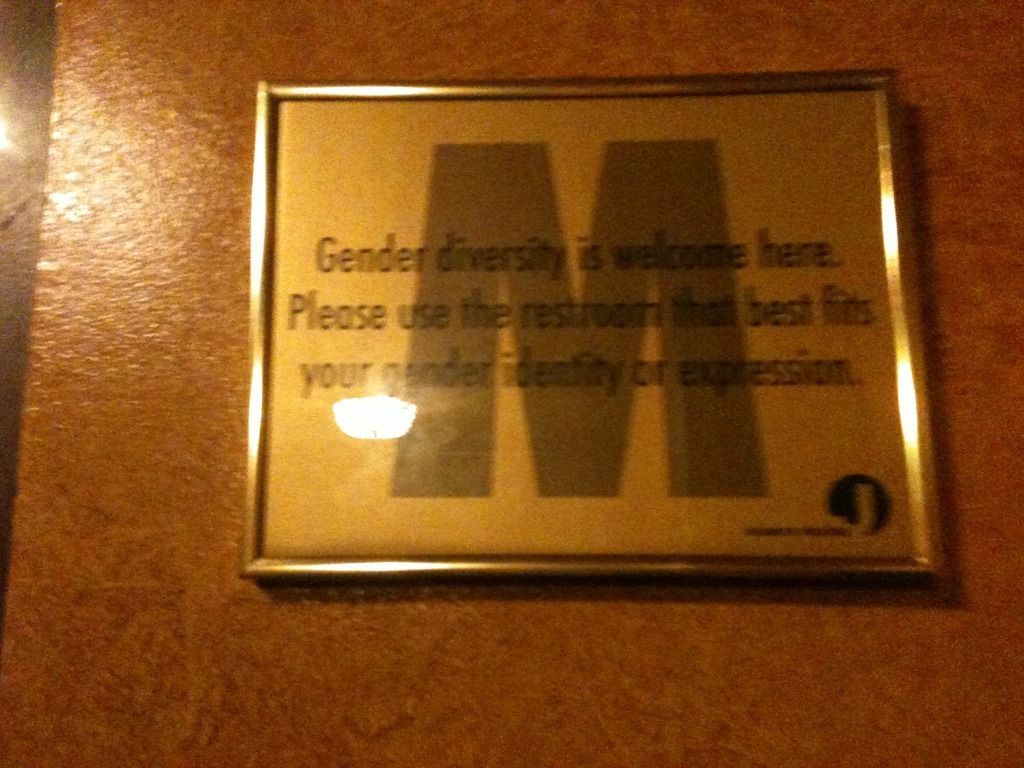 M
Gender diversity is welcome here.
Please use the restroom that best fits
your gender identity or expression.